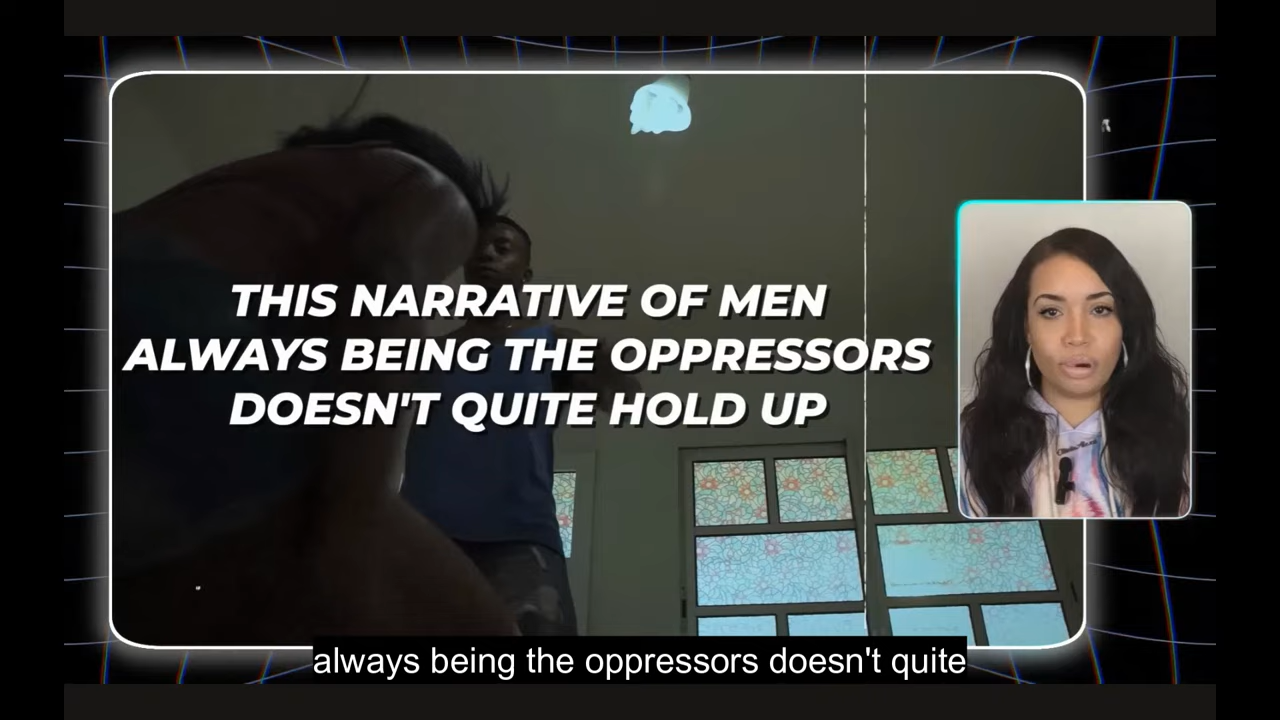 THIS NARRATIVE OF MEN
ALWAYS BEING THE OPPRESSORS
DOESN'T QUITE HOLD UP
always being the oppressors doesn't quite